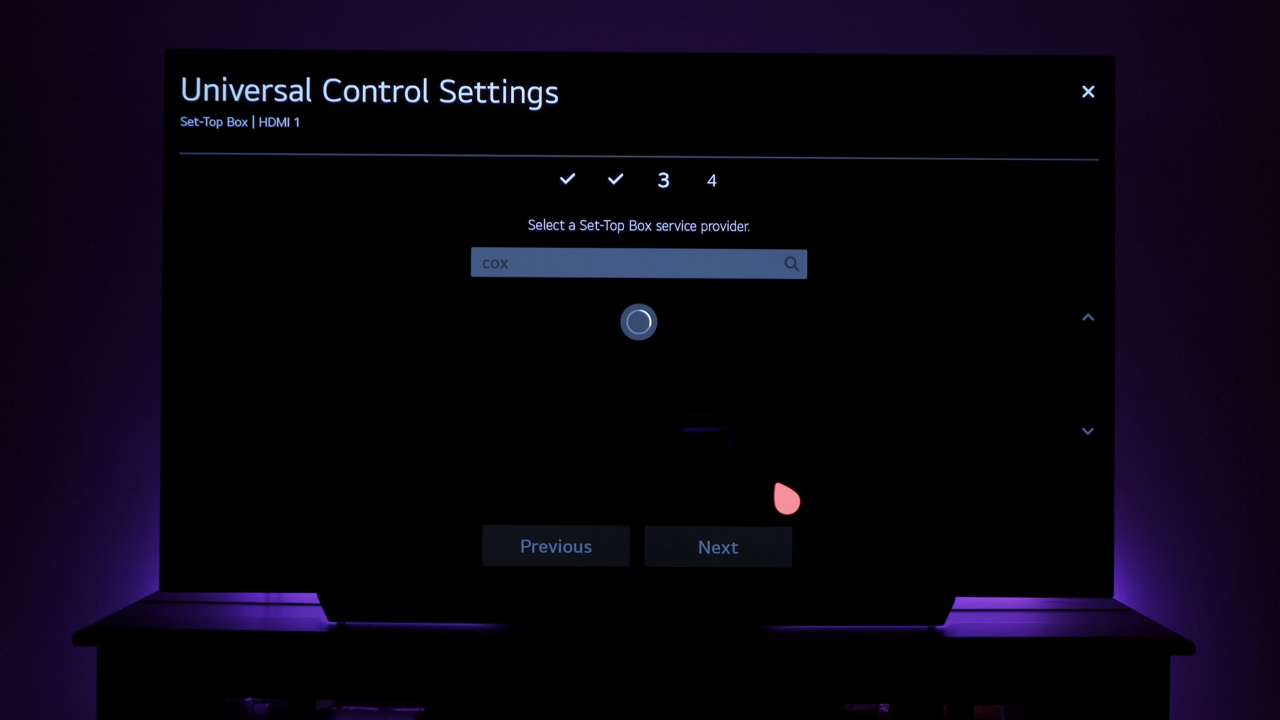 Universal Control Settings
Set-Top Box | HDMI 1
3 4
Select a Set-Top Box service provider.
cox
Previous Next